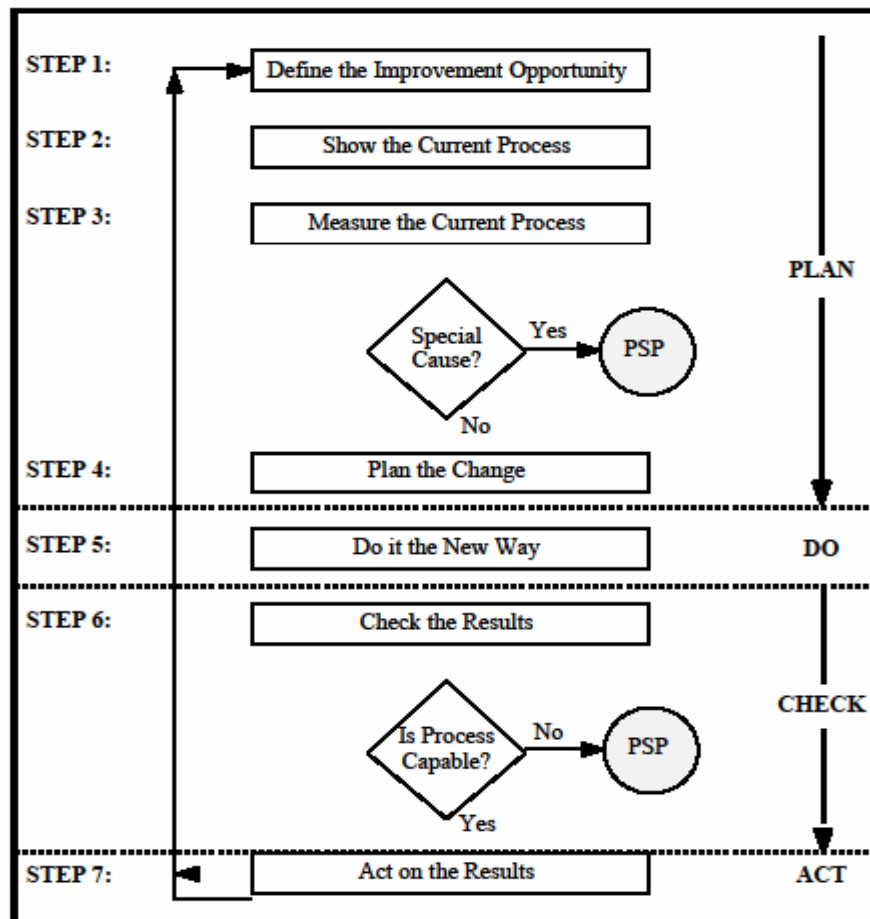 STEP 1:
Define the Improvement Opportunity
STEP 2:
Show the Current Process
STEP 3:
Measure the Current Process
PLAN
Special
Cause?
Yes
PSP
No
STEP 4:
Plan the Change
STEP 5:
Do it the New Way
DO
STEP 6:
Check the Results
CHECK
Is Process
Capable?
No
PSP
Yes
STEP 7:
Act on the Results
ACT